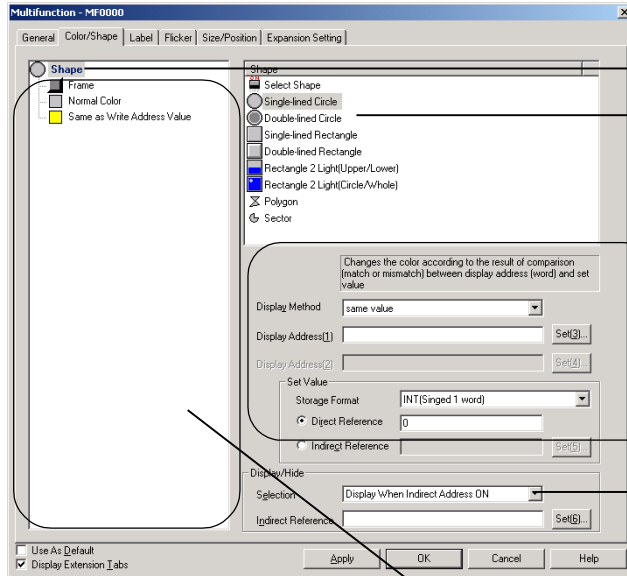 Multifunction - MF0000
General Color/Shape Label Flicker Size/Position Expansion Setting
Shape
Frame
Normal Color
Same as Write Address Value
Shape
Select Shape
Single-lined Circle
Double-lined Circle
Single-lined Rectangle
Double-lined Rectangle
Rectangle 2 Light(Upper/Lower)
Rectangle 2 Light(Circle/Whole)
Polygon
Sector
Changes the color according to the result of comparison
(match or mismatch) between display address (word) and set
value
Display Method same value
Display Address(1) Set(3)...
Display Address(2) Set(4)...
Set Value
Storage Format INT(Singed 1 word)
Direct Reference 0
Indirect Reference Set(5)...
Display/Hide
Selection Display When Indirect Address ON
Indirect Reference Set(6)...
Use As Default
Display Extension Tabs
Apply OK Cancel Help